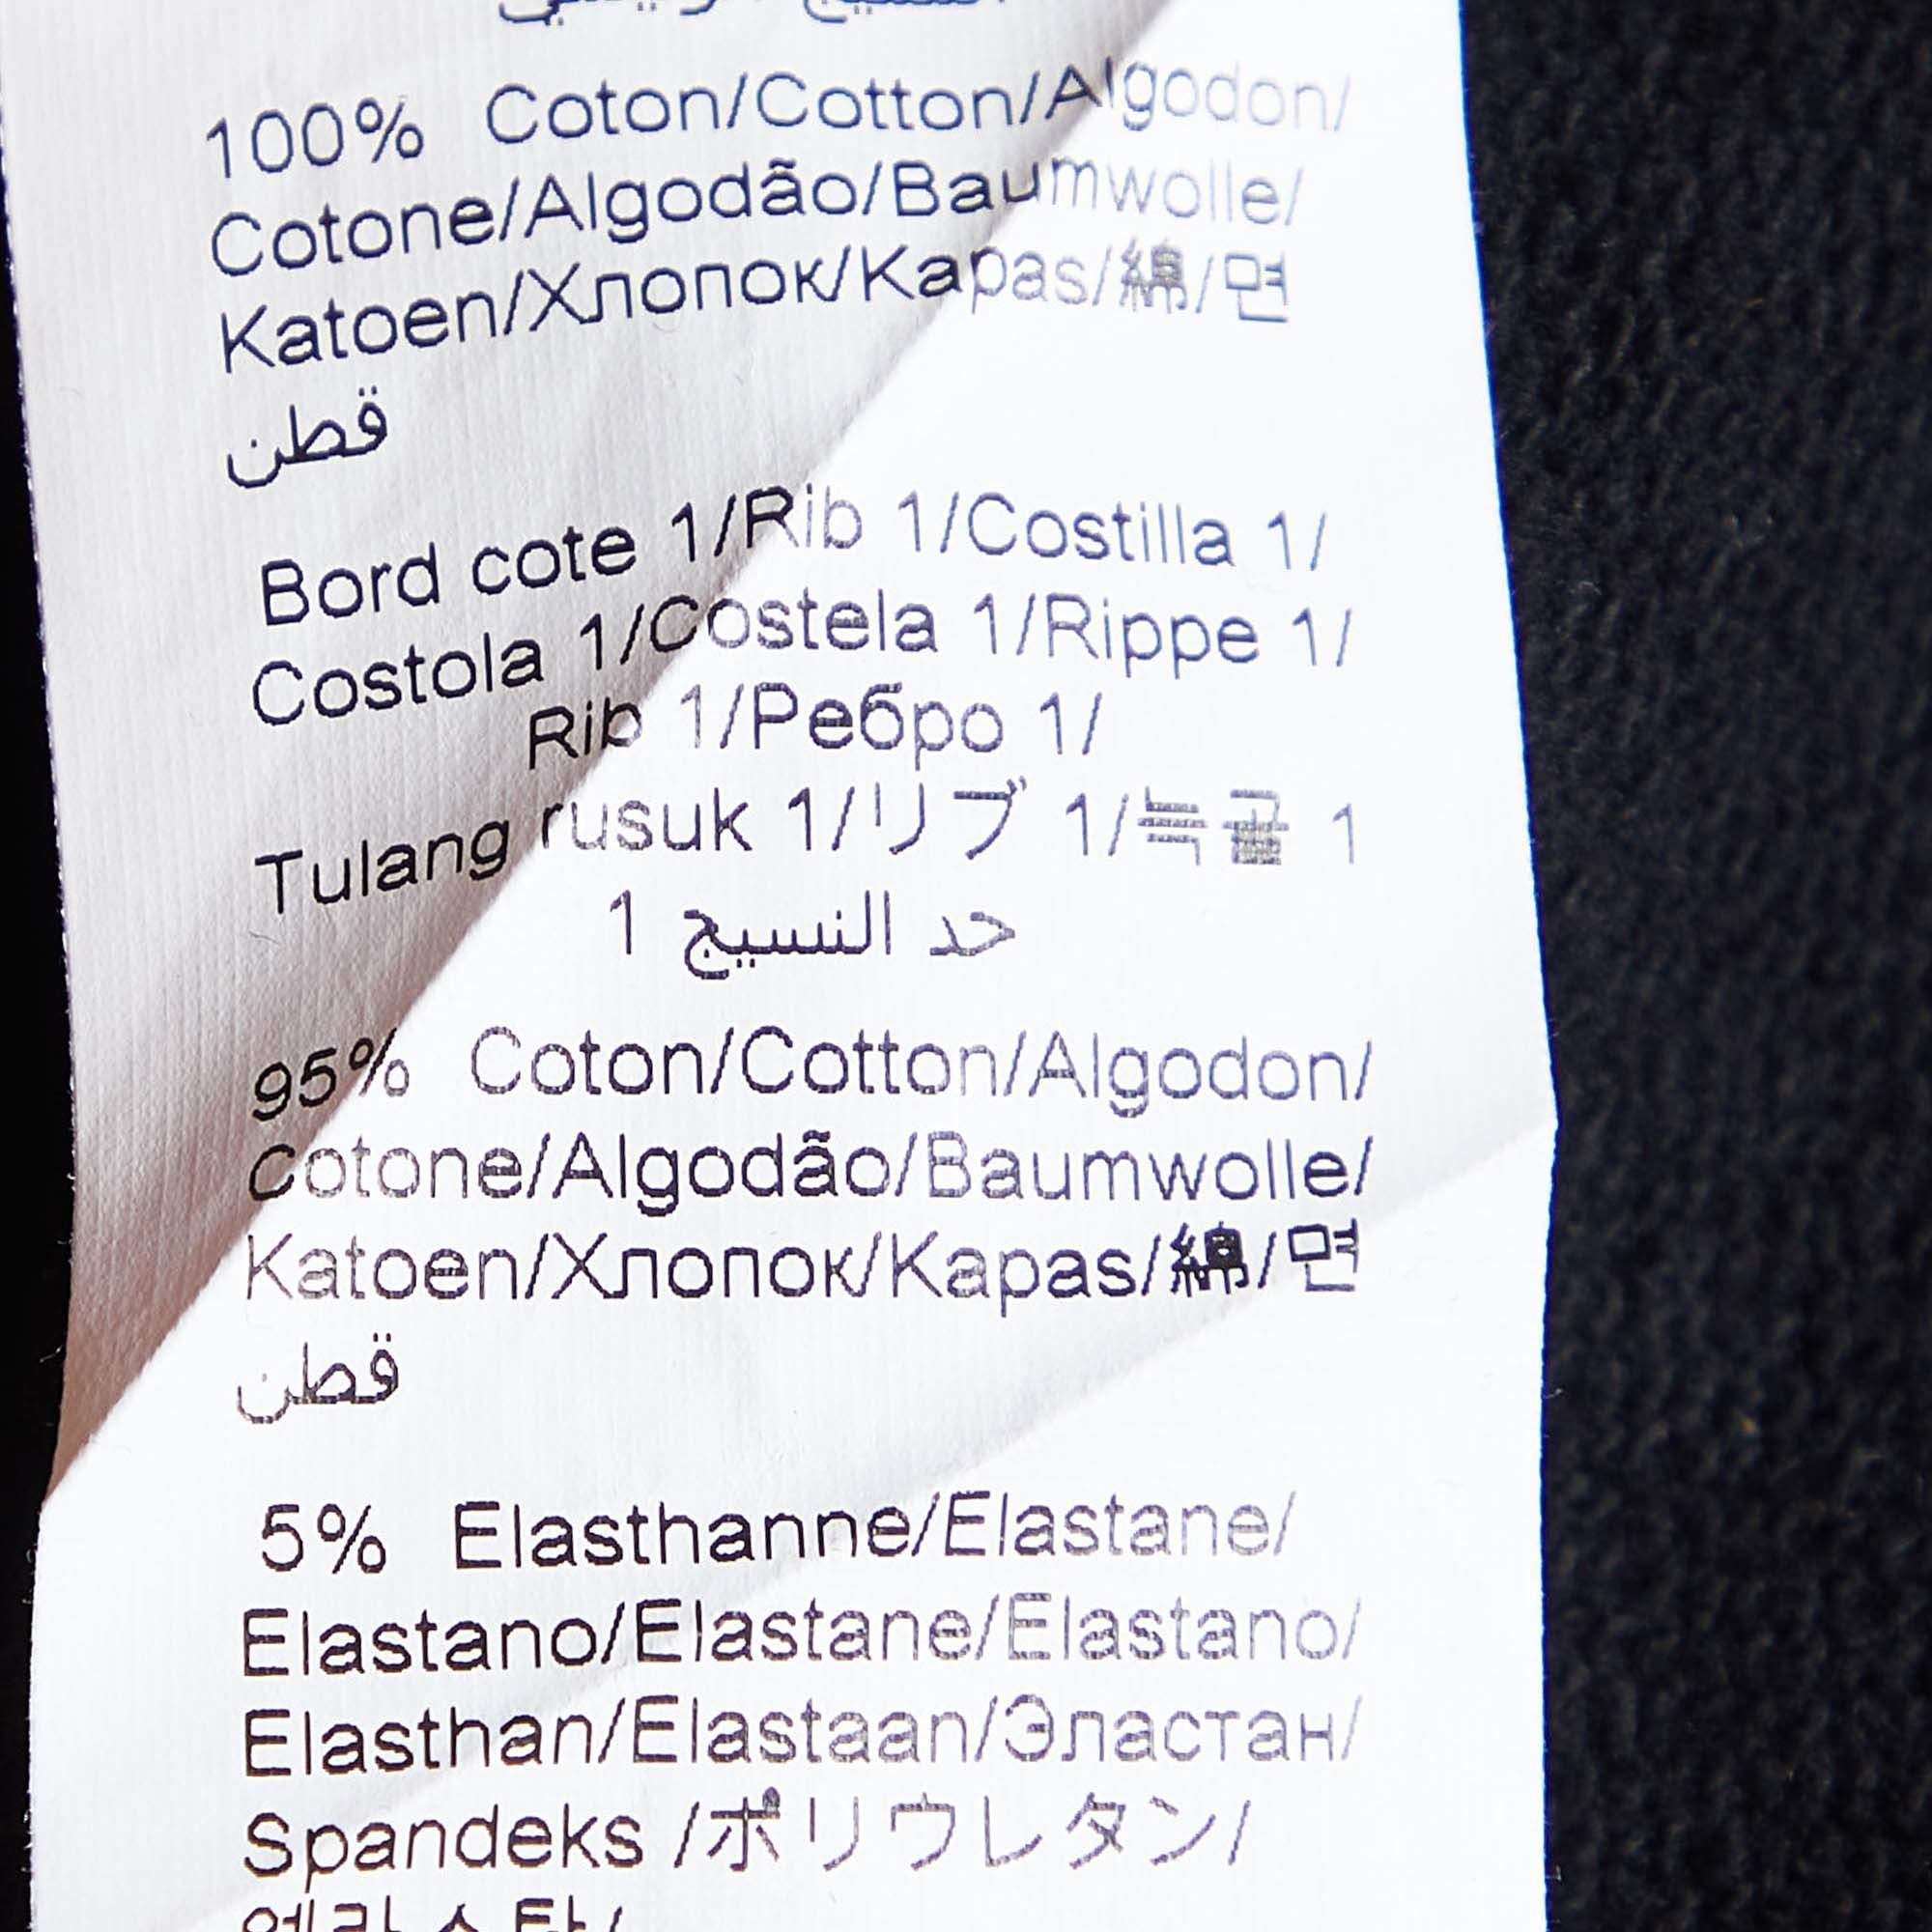 100% Coton/Cotton/Algodon/
Cotone/Algodão/Baumwolle/
Katoen/Хлопок/Kapas/綿/면
قطن
Bord cote 1/Rib 1/Costilla 1/
Costola 1/Costela 1/Rippe 1/
Rib 1/Ребро 1/
Tulang rusuk 1/リブ 1/늑골 1
حد النسيج 1
95% Coton/Cotton/Algodon/
Cotone/Algodão/Baumwolle/
Katoen/Хлопок/Kapas/綿/면
قطن
5% Elasthanne/Elastane/
Elastano/Elastane/Elastano/
Elasthan/Elastaan/Эластан/
Spandeks /ポリウレタン/